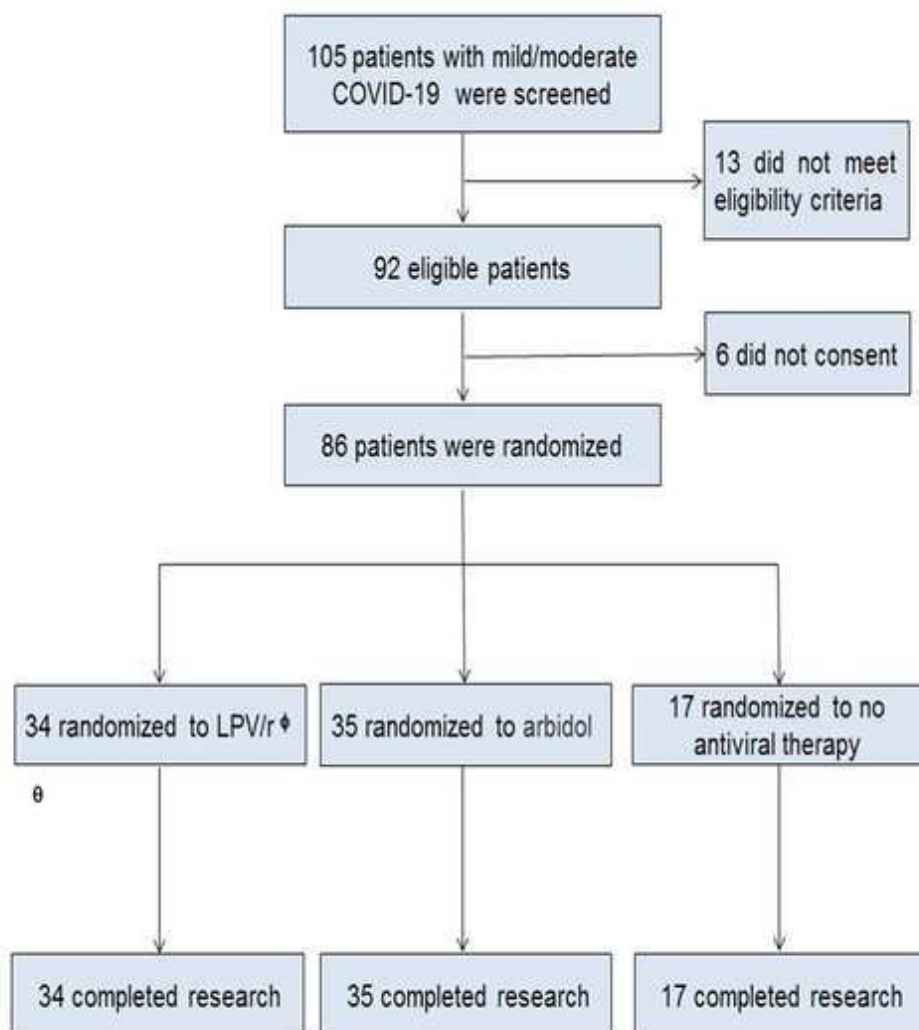 105 patients with mild/moderate
COVID-19 were screened
13 did not meet
eligibility criteria
92 eligible patients
6 did not consent
86 patients were randomized
34 randomized to LPV/r ɸ
35 randomized to arbidol
17 randomized to no
antiviral therapy
θ
34 completed research
35 completed research
17 completed research